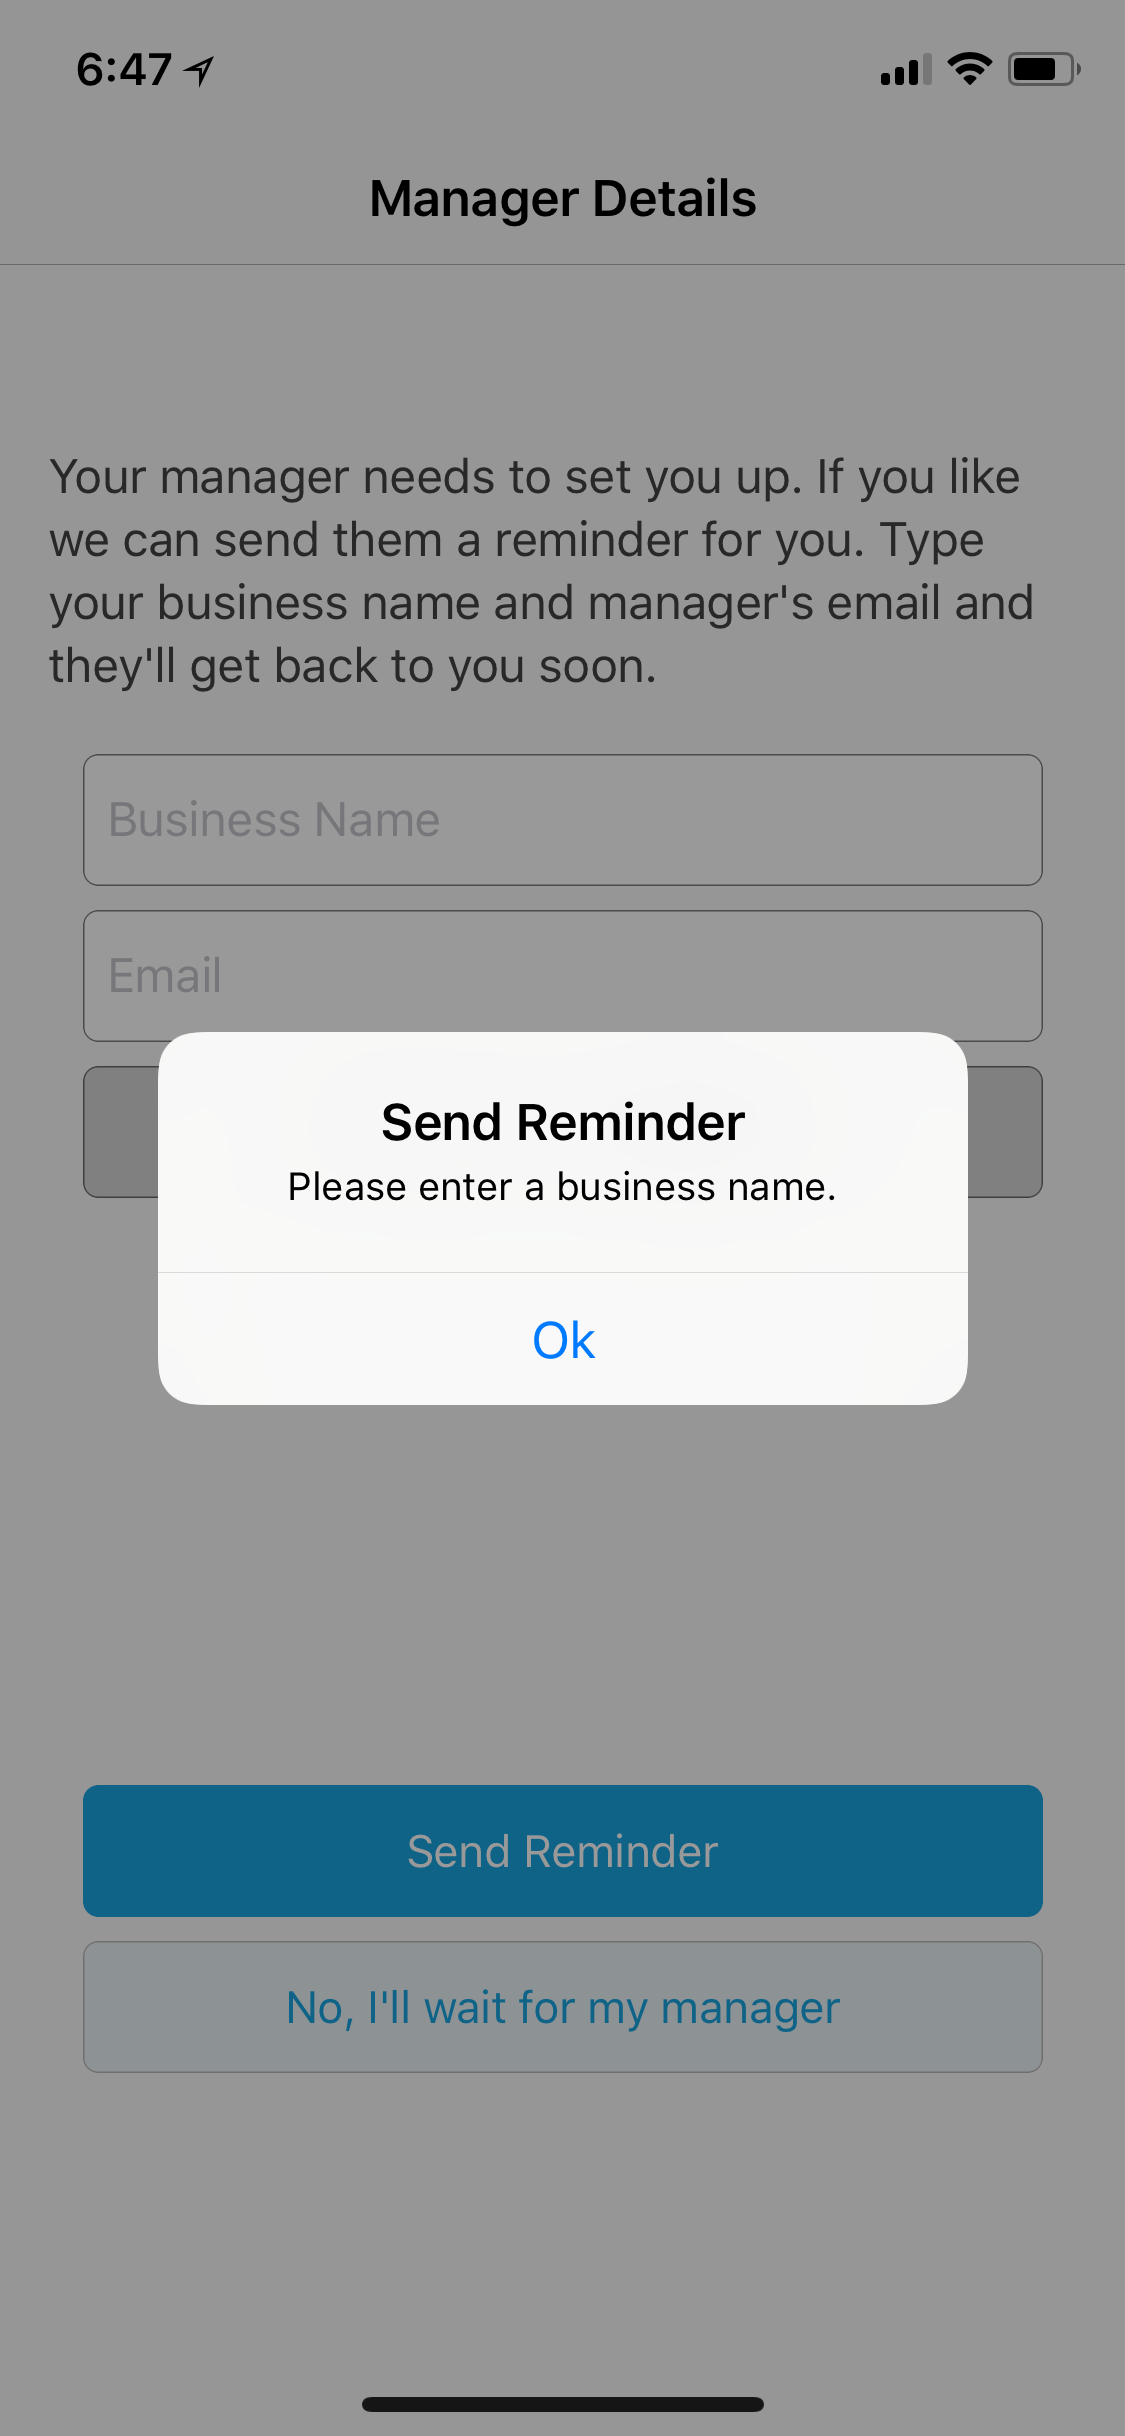 6:47
Manager Details
Your manager needs to set you up. If you like
we can send them a reminder for you. Type
your business name and manager's email and
they'll get back to you soon.
Business Name
Email
Send Reminder
Please enter a business name.
Ok
Send Reminder
No, I'll wait for my manager